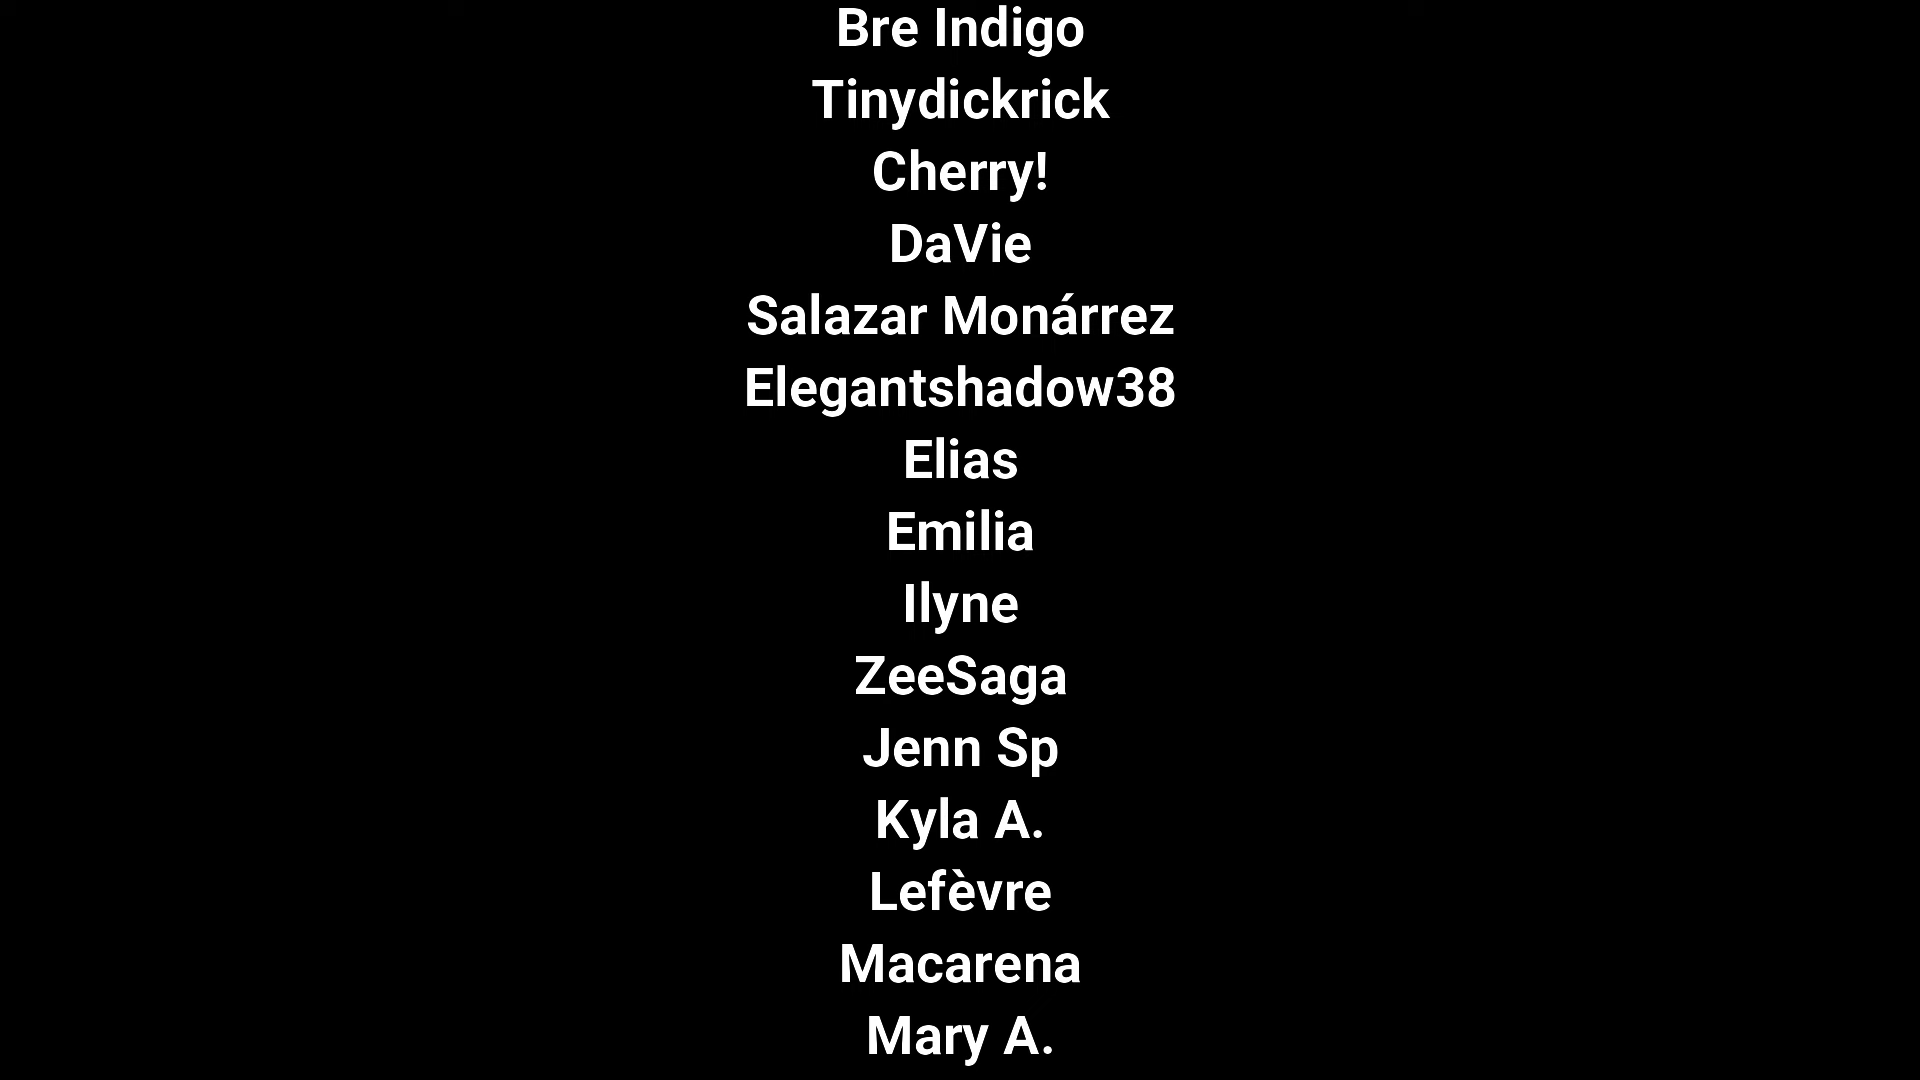 Bre Indigo
Tinydickrick
Cherry!
DaVie
Salazar Monárrez
Elegantshadow38
Elias
Emilia
Ilyne
ZeeSaga
Jenn Sp
Kyla A.
Lefèvre
Macarena
Mary A.